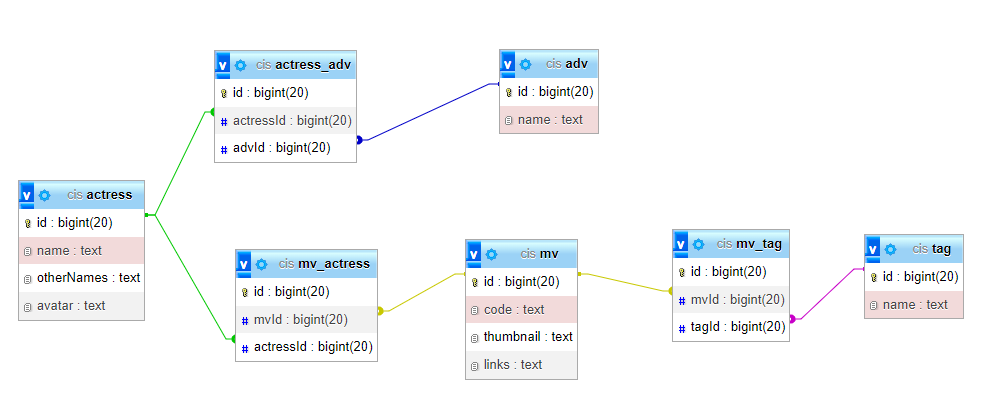 v cis actress_adv
id : bigint(20)
# actressId : bigint(20)
# advId : bigint(20)
v cis adv
id : bigint(20)
name : text
v cis actress
id : bigint(20)
name : text
otherNames : text
avatar : text
v cis mv_actress
id : bigint(20)
# mvId : bigint(20)
# actressId : bigint(20)
v cis mv
id : bigint(20)
code : text
thumbnail : text
links : text
v cis mv_tag
id : bigint(20)
# mvId : bigint(20)
# tagId : bigint(20)
v cis tag
id : bigint(20)
name : text